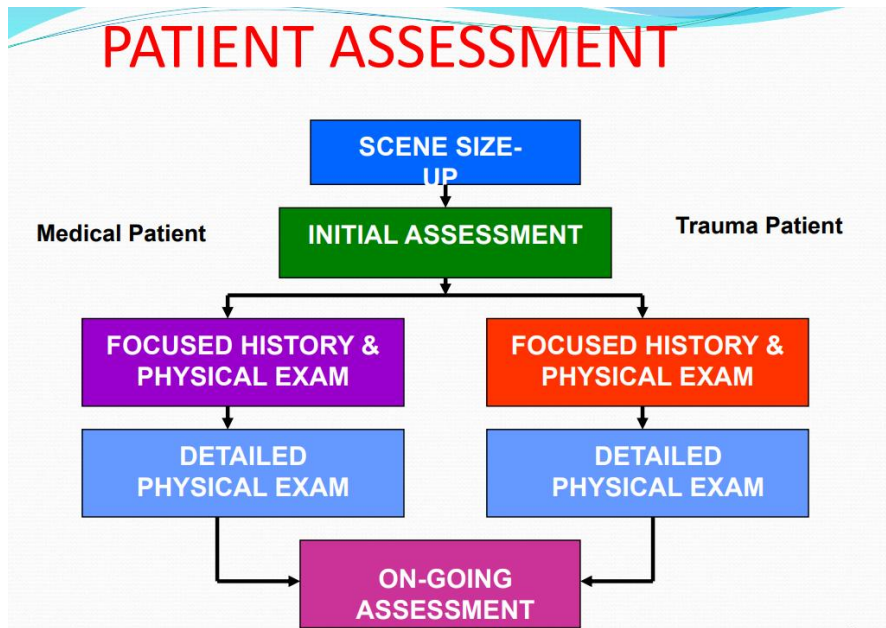 PATIENT ASSESSMENT
SCENE SIZE-
UP
INITIAL ASSESSMENT
Medical Patient
Trauma Patient
FOCUSED HISTORY &
PHYSICAL EXAM
FOCUSED HISTORY &
PHYSICAL EXAM
DETAILED
PHYSICAL EXAM
DETAILED
PHYSICAL EXAM
ON-GOING
ASSESSMENT